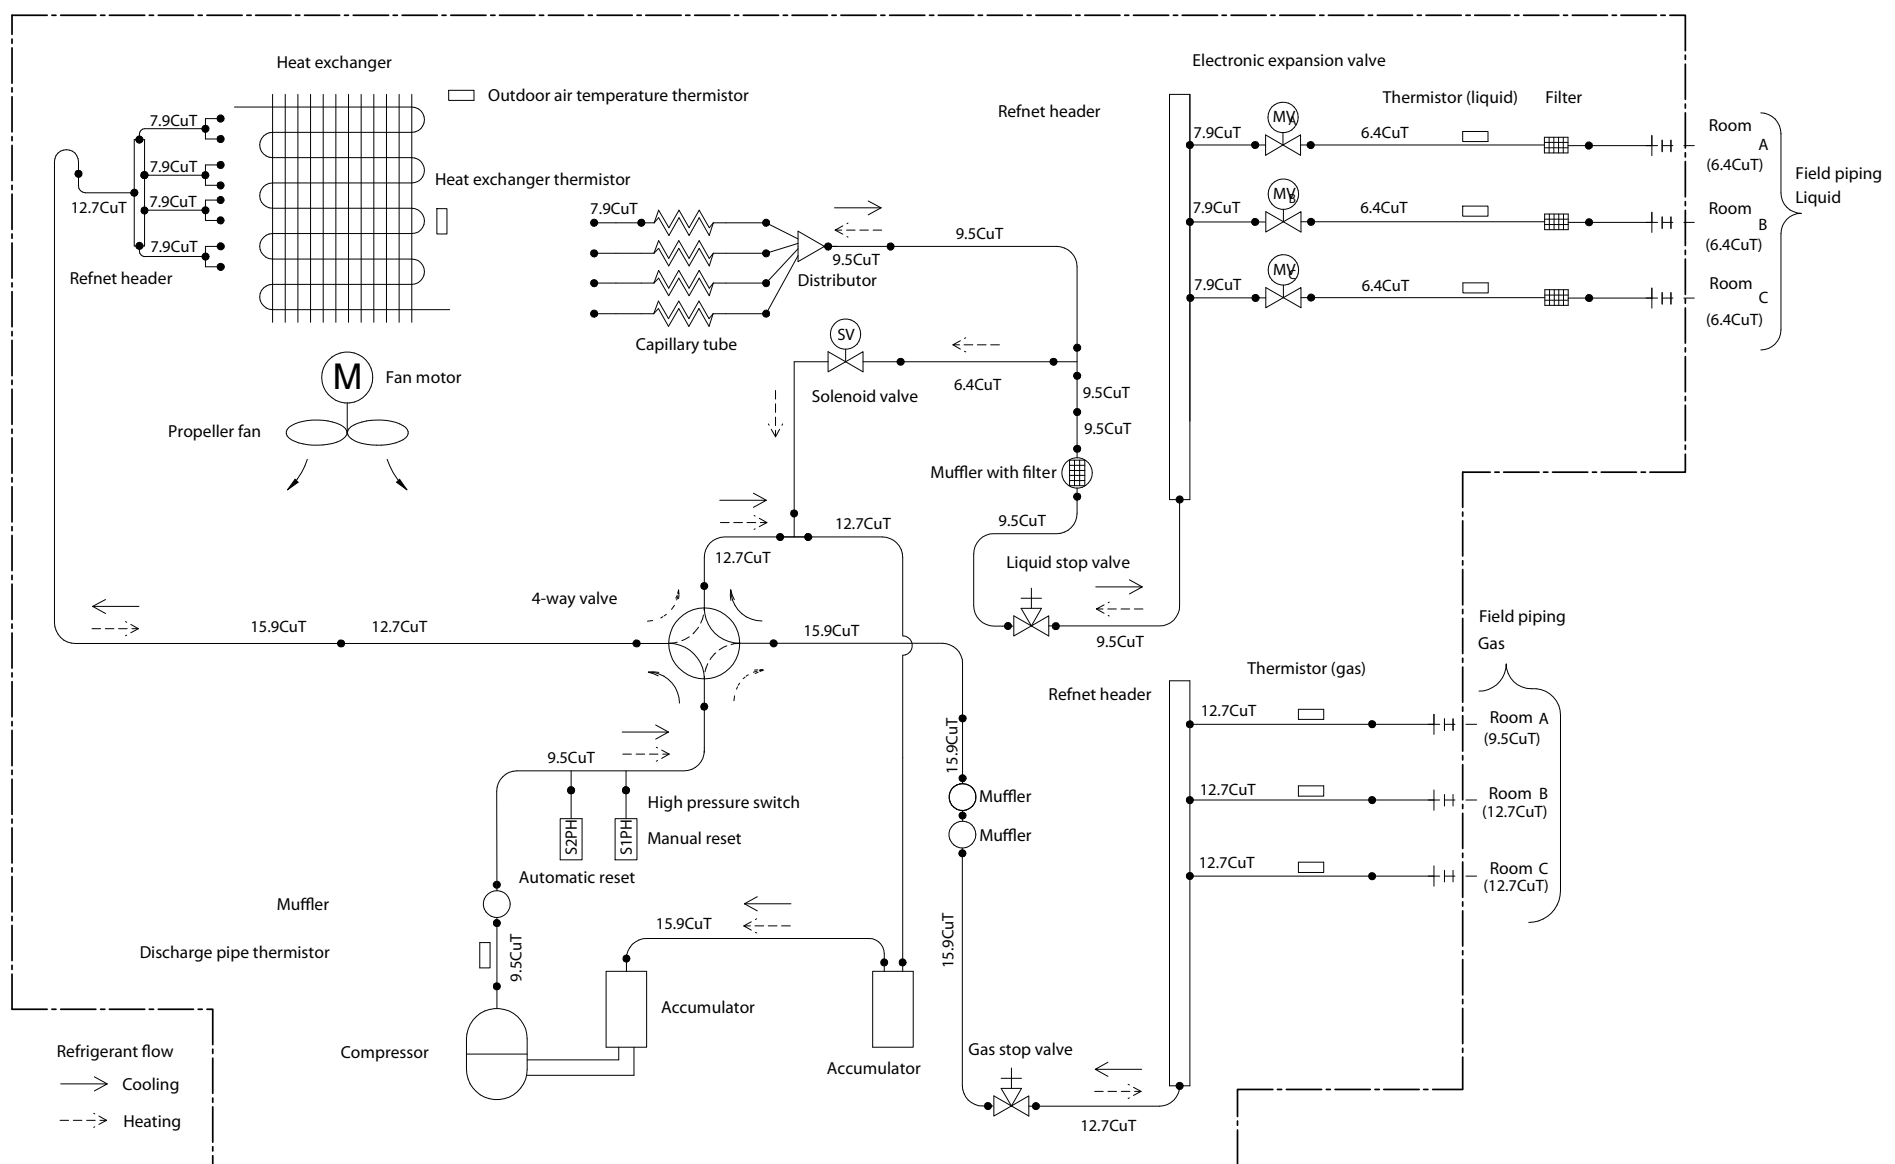 Heat exchanger
Outdoor air temperature thermistor
7.9CuT
7.9CuT
7.9CuT
7.9CuT
12.7CuT
Refnet header
Heat exchanger thermistor
7.9CuT
Capillary tube
9.5CuT
Distributor
9.5CuT
M
Fan motor
Propeller fan
SV
Solenoid valve
6.4CuT
9.5CuT
9.5CuT
Muffler with filter
9.5CuT
Liquid stop valve
9.5CuT
Refnet header
Electronic expansion valve
Thermistor (liquid)
Filter
7.9CuT
MV
A
6.4CuT
7.9CuT
MV
B
6.4CuT
7.9CuT
MV
C
6.4CuT
Room
A
(6.4CuT)
Room
B
(6.4CuT)
Room
C
(6.4CuT)
Field piping
Liquid
12.7CuT
12.7CuT
4-way valve
15.9CuT
12.7CuT
15.9CuT
9.5CuT
High pressure switch
S2PH
S1PH
Manual reset
Automatic reset
Muffler
Discharge pipe thermistor
9.5CuT
15.9CuT
Accumulator
Compressor
Accumulator
15.9CuT
Muffler
Muffler
15.9CuT
Gas stop valve
12.7CuT
Refnet header
Thermistor (gas)
12.7CuT
12.7CuT
12.7CuT
Field piping
Gas
Room A
(9.5CuT)
Room B
(12.7CuT)
Room C
(12.7CuT)
Refrigerant flow
Cooling
Heating